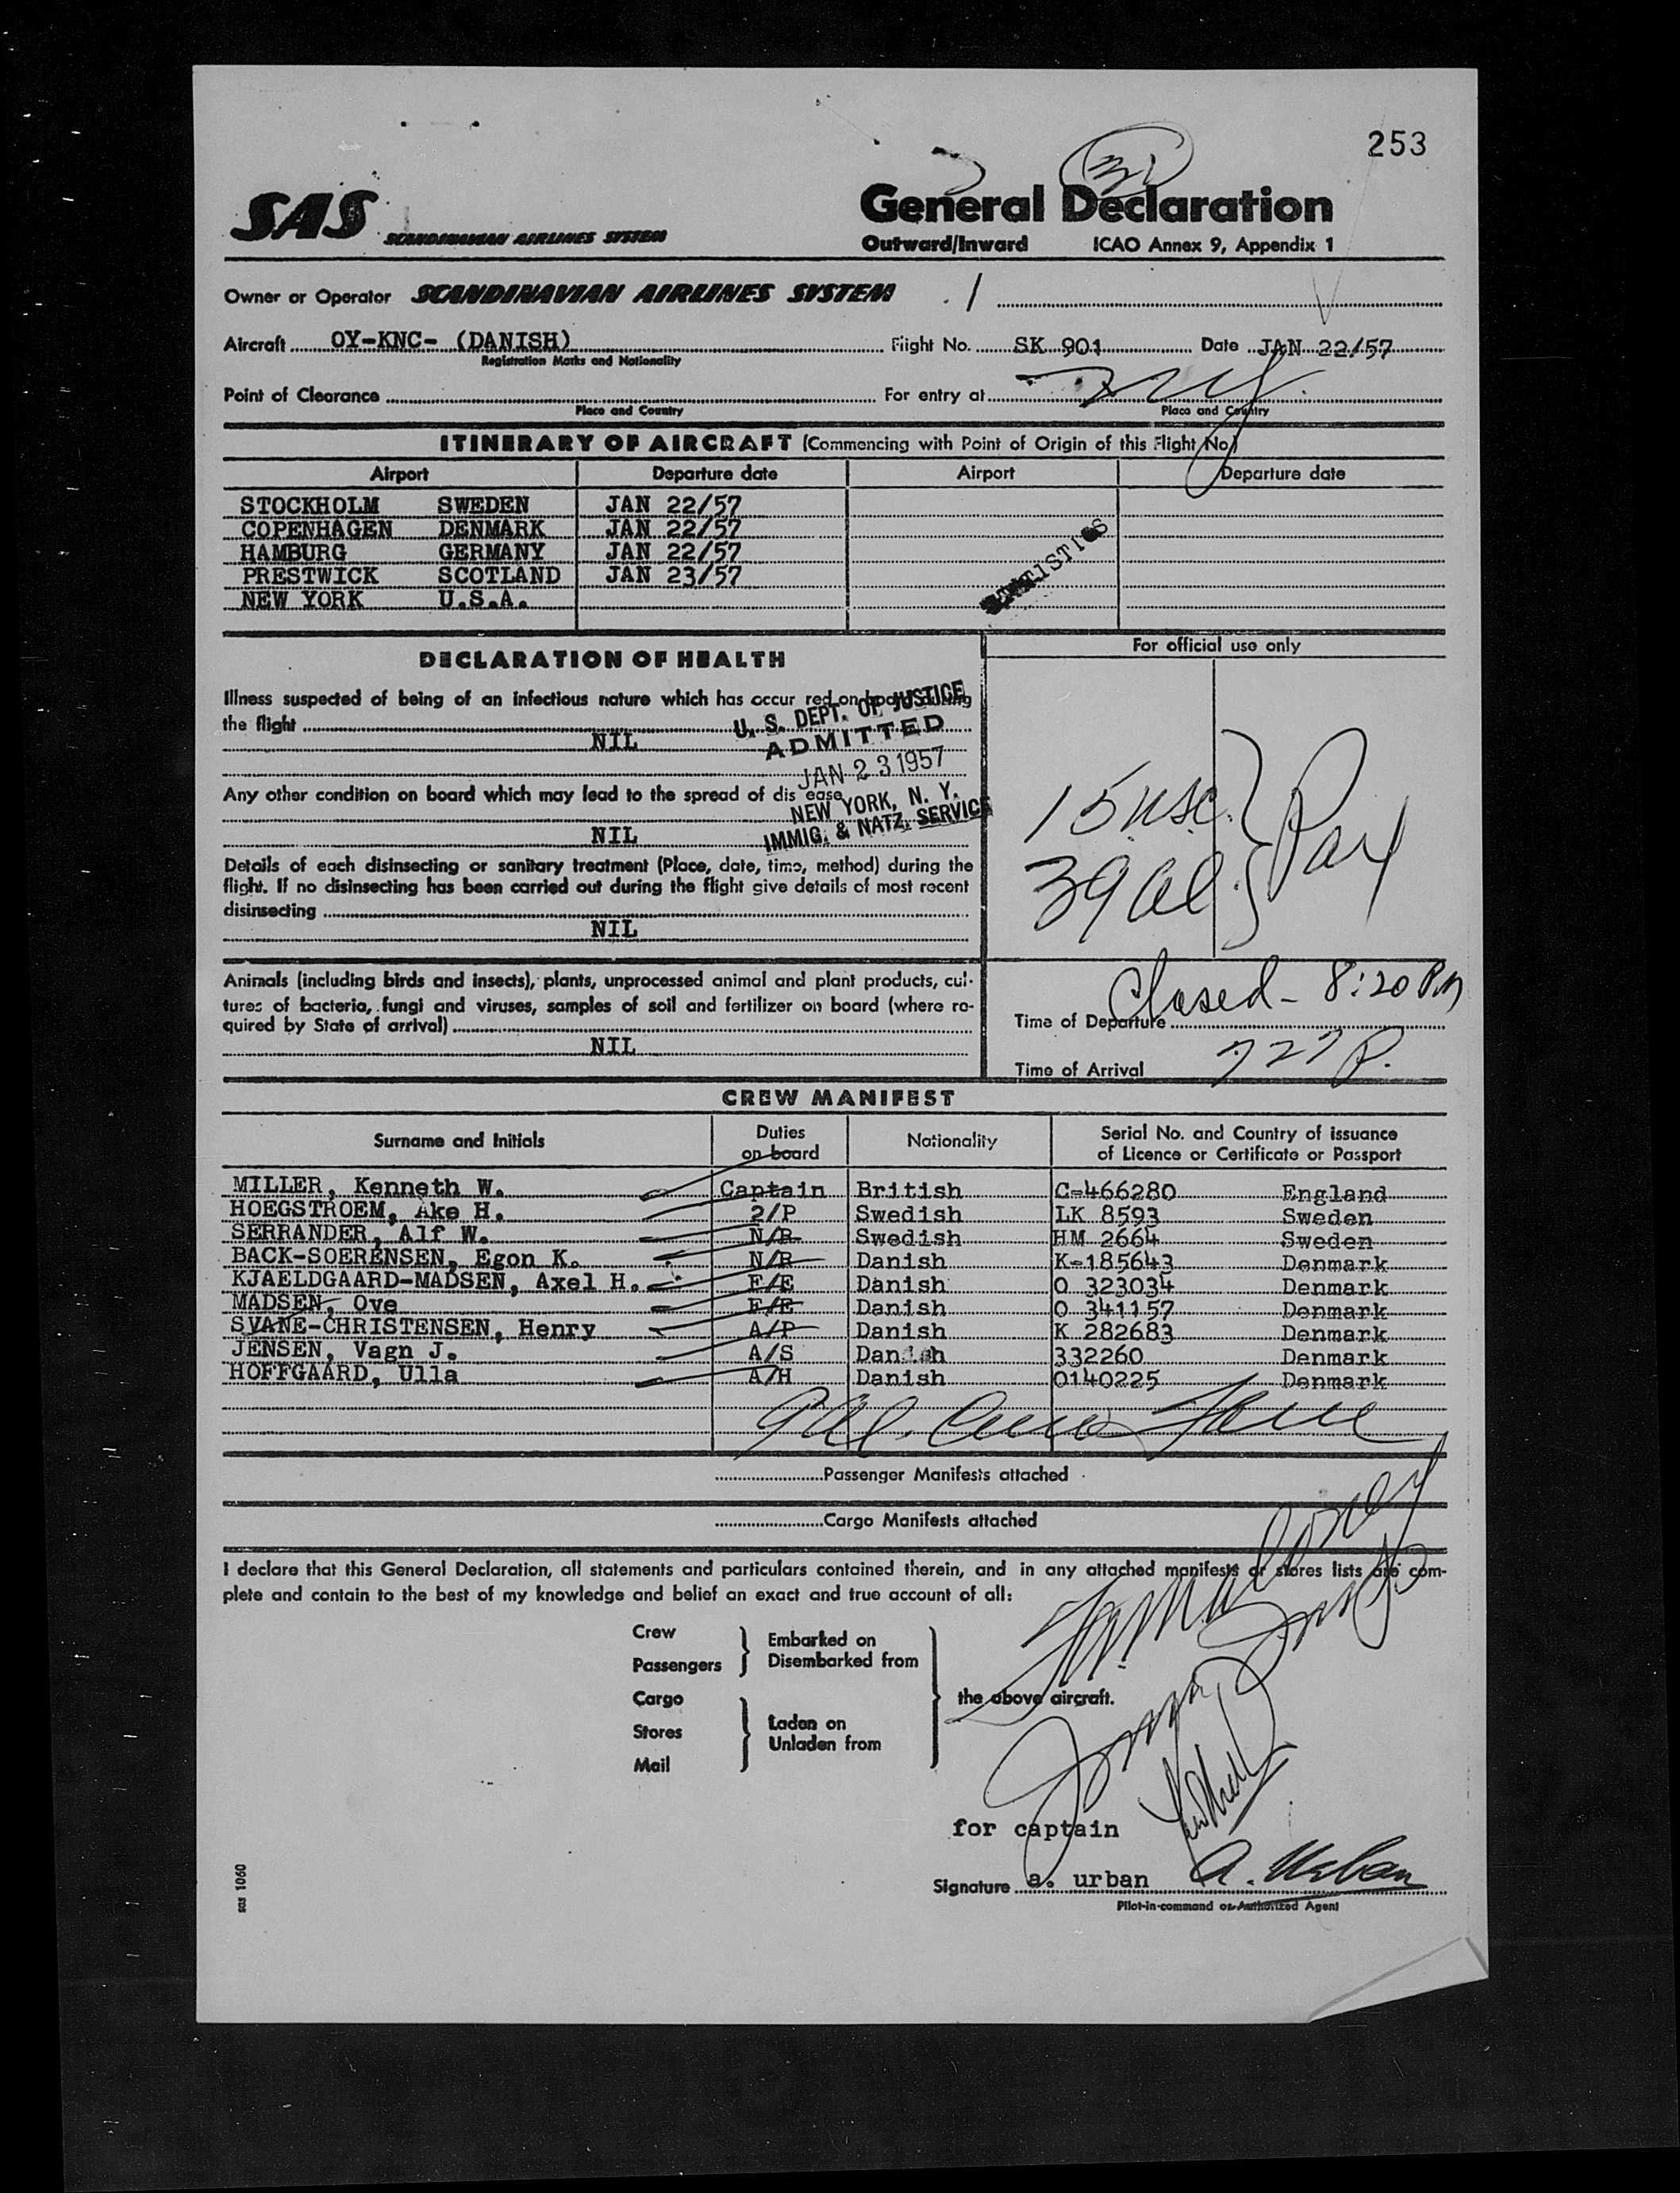 253
SAS SCANDINAVIAN AIRLINES SYSTEM
General Declaration
Outward/Inward ICAO Annex 9, Appendix 1
Owner or Operator SCANDINAVIAN AIRLINES SYSTEM
Aircraft OY-KNC- (DANISH) Flight No. SK 901 Date JAN 22/57
Registration Marks and Nationality
Point of Clearance For entry at
Place and Country Place and Country
ITINERARY OF AIRCRAFT (Commencing with Point of Origin of this Flight No.)
Airport Departure date Airport Departure date
STOCKHOLM SWEDEN JAN 22/57
COPENHAGEN DENMARK JAN 22/57
HAMBURG GERMANY JAN 22/57
PRESTWICK SCOTLAND JAN 23/57
NEW YORK U.S.A.
STATISTICS
DECLARATION OF HEALTH
For official use only
Illness suspected of being of an infectious nature which has occur red on board during
the flight
NIL
U. S. DEPT. OF JUSTICE
ADMITTED
JAN 23 1957
NEW YORK, N. Y.
IMMIG. & NATZ. SERVICE
Any other condition on board which may lead to the spread of dis ease
NIL
Details of each disinsecting or sanitary treatment (Place, date, time, method) during the
flight. If no disinsecting has been carried out during the flight give details of most recent
disinsecting
NIL
15 usc. } Pax
39 al. }
Animals (including birds and insects), plants, unprocessed animal and plant products, cul-
tures of bacteria, fungi and viruses, samples of soil and fertilizer on board (where re-
quired by State of arrival)
NIL
Closed - 8:20 PM
Time of Departure
Time of Arrival 727 P.
CREW MANIFEST
Surname and Initials Duties on board Nationality Serial No. and Country of issuance of Licence or Certificate or Passport
MILLER, Kenneth W. Captain British C-466280 England
HOEGSTROEM, Ake H. 2/P Swedish LK 8593 Sweden
SERRANDER, Alf W. N/R Swedish HM 2664 Sweden
BACK-SOERENSEN, Egon K. N/R Danish K-185643 Denmark
KJAELDGAARD-MADSEN, Axel H. F/E Danish O 323034 Denmark
MADSEN, Ove F/E Danish O 341157 Denmark
SVANE-CHRISTENSEN, Henry A/P Danish K 282683 Denmark
JENSEN, Vagn J. A/S Danish 332260 Denmark
HOFFGAARD, Ulla A/H Danish 0140225 Denmark
9 al.
Passenger Manifests attached
Cargo Manifests attached
I declare that this General Declaration, all statements and particulars contained therein, and in any attached manifests or stores lists are com-
plete and contain to the best of my knowledge and belief an exact and true account of all:
Crew
Passengers
Embarked on
Disembarked from
Cargo
Stores
Mail
Laden on
Unladen from
the above aircraft.
for captain
Signature a. urban A. Urban
Pilot-in-command or Authorized Agent
sas 1060